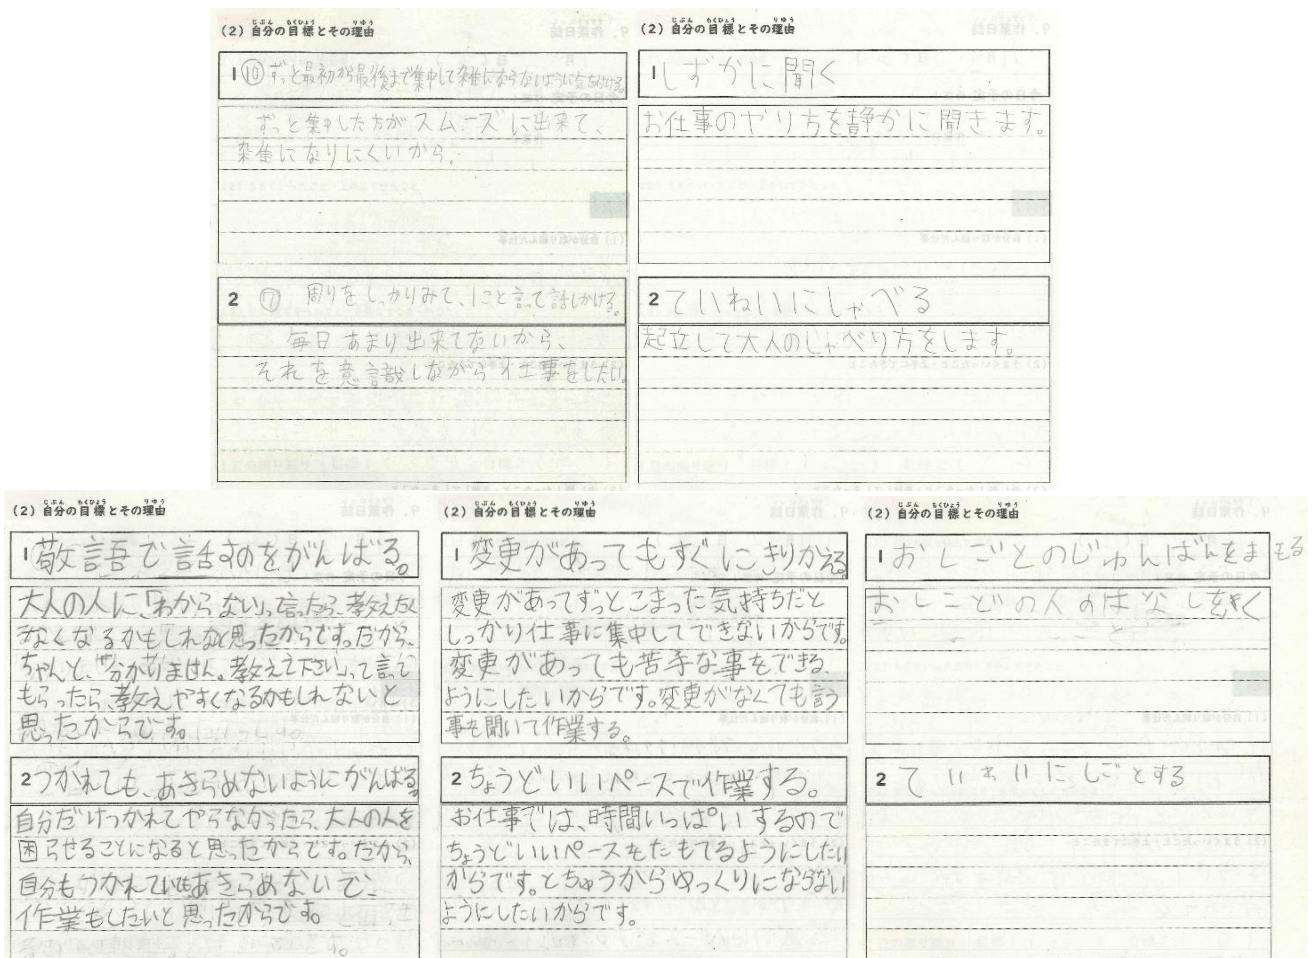 (2) 自分の目標とその理由
1 ⑩ ずっと最初から最後まで集中して雑にならないように気をつける。
ずっと集中した方がスムーズに出来て、
雑になりにくいから。
2 ⑦ 周りをしっかりみて、1こと言って話しかける。
毎日あまり出来てないから、
それを意識しながら仕事をしたい。
(2) 自分の目標とその理由
1 しずかに聞く
お仕事のやり方を静かに聞きます。
2 ていねいにしゃべる
起立して大人のしゃべり方をします。
(2) 自分の目標とその理由
1 敬語で話すのをがんばる。
大人の人に、「わからない」って言ったら、教えたく
なくなるかもしれないと思ったからです。だから、
ちゃんと、「分かりません。教えて下さい」って言って
もらったら、教えやすくなるかもしれないと
思ったからです。
2 つかれても、あきらめないようにがんばる。
自分だけつかれてやらなかったら、大人の人を
困らせることになると思ったからです。だから、
自分もつかれていてもあきらめないで、
作業もしたいと思ったからです。
(2) 自分の目標とその理由
1 変更があってもすぐにきりかえる
変更があってずっとこまった気持ちだと
しっかり仕事に集中してできないからです。
変更があっても苦手な事をできる
ようにしたいからです。変更がなくても言う
事を聞いて作業する。
2 ちょうどいいペースで作業する。
お仕事では、時間いっぱいするので
ちょうどいいペースをたもてるようにしたい
からです。とちゅうからゆっくりにならない
ようにしたいからです。
(2) 自分の目標とその理由
1 おしごとのじゅんばんをまもる
おしごとの人のはなしをきく
2 ていねいにしごとする